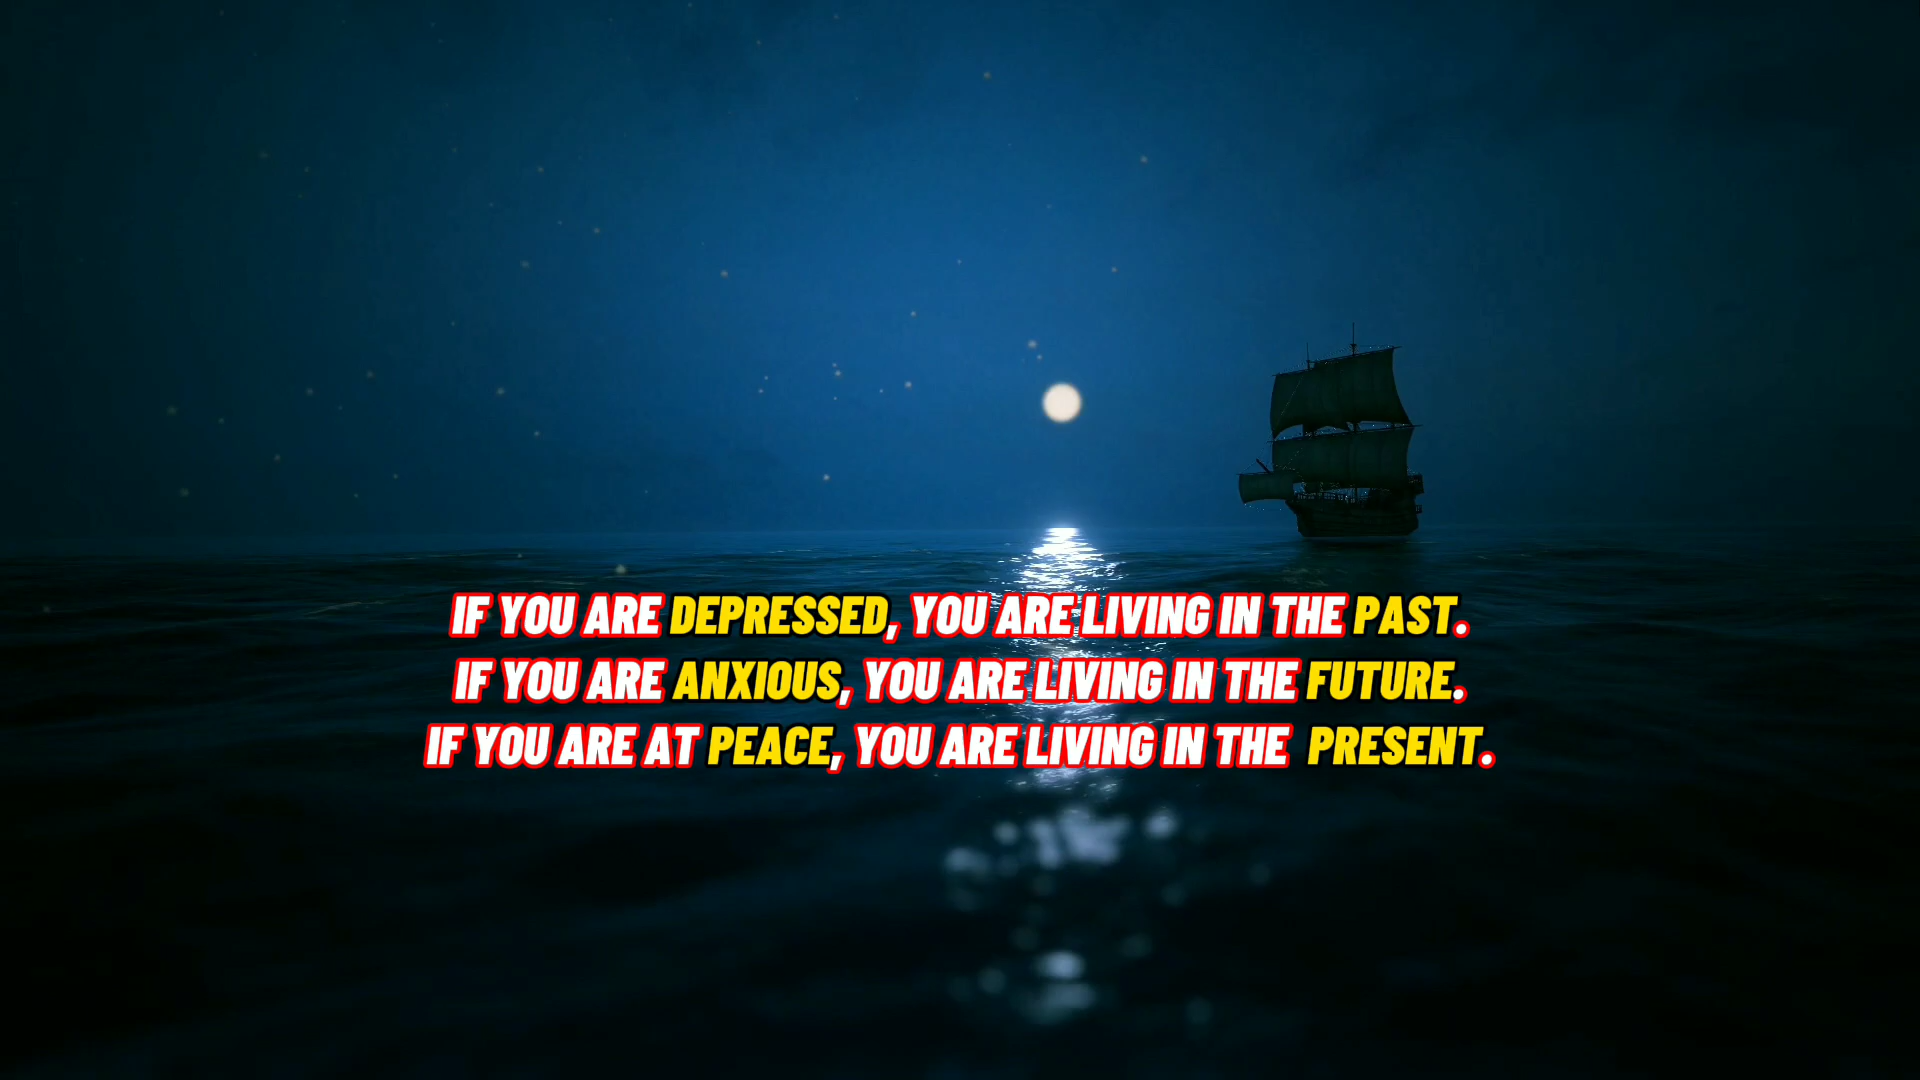 IF YOU ARE DEPRESSED, YOU ARE LIVING IN THE PAST.
IF YOU ARE ANXIOUS, YOU ARE LIVING IN THE FUTURE.
IF YOU ARE AT PEACE, YOU ARE LIVING IN THE PRESENT.